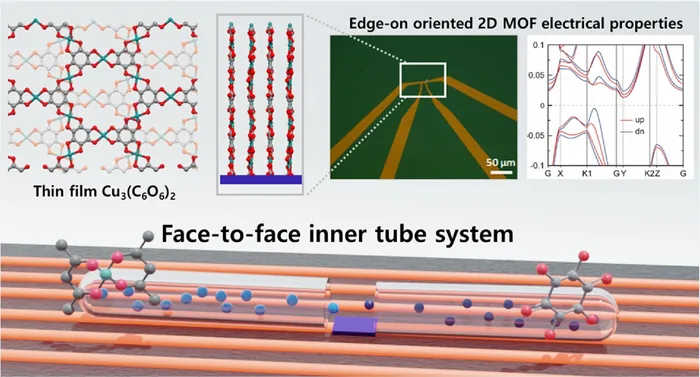 Edge-on oriented 2D MOF electrical properties
0.1
0.05
0
-0.05
-0.1
up
dn
G X K1 G Y K2 Z G
50 μm
Thin film Cu₃(C₆O₆)₂
Face-to-face inner tube system